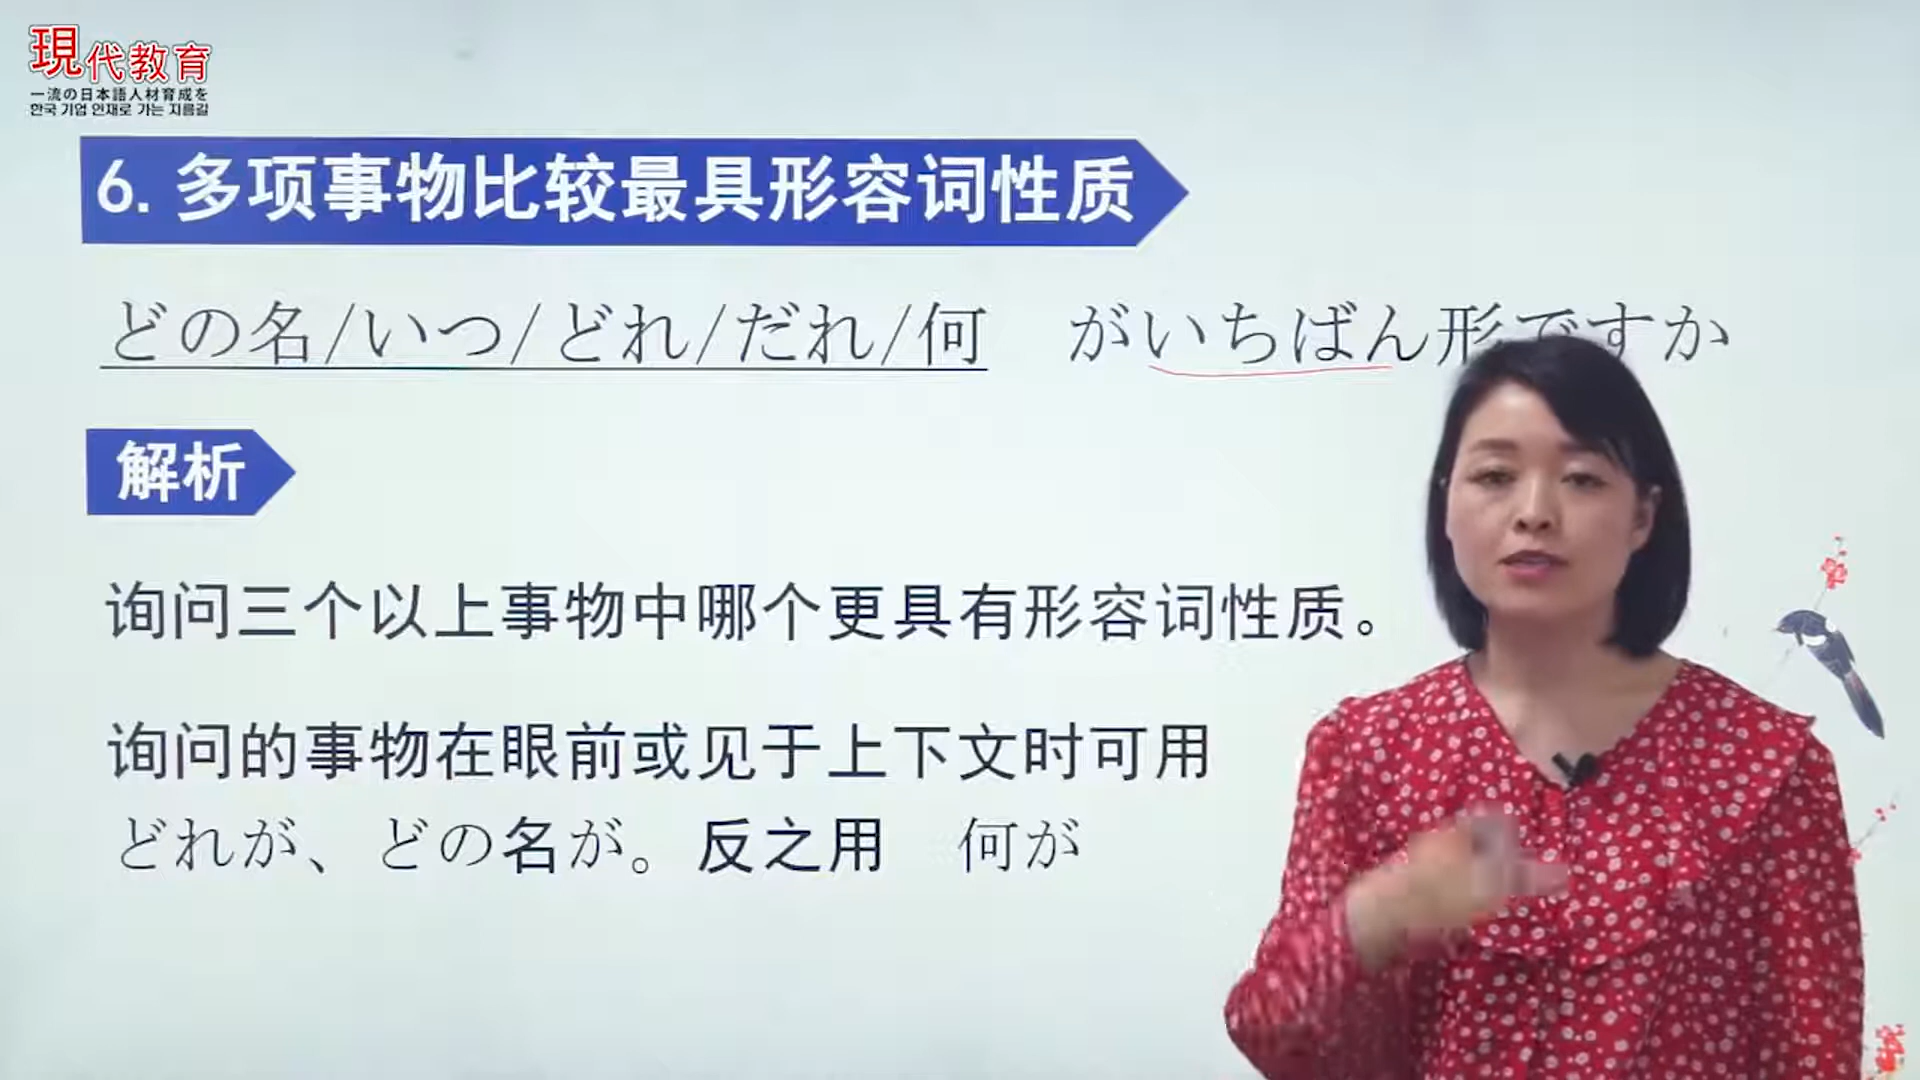 現代教育
一流の日本語人材育成を
한국 기업 인재로 가는 지름길
6. 多项事物比较最具形容词性质
どの名/いつ/どれ/だれ/何 がいちばん形ですか
解析
询问三个以上事物中哪个更具有形容词性质。
询问的事物在眼前或见于上下文时可用
どれが、どの名が。反之用 何が